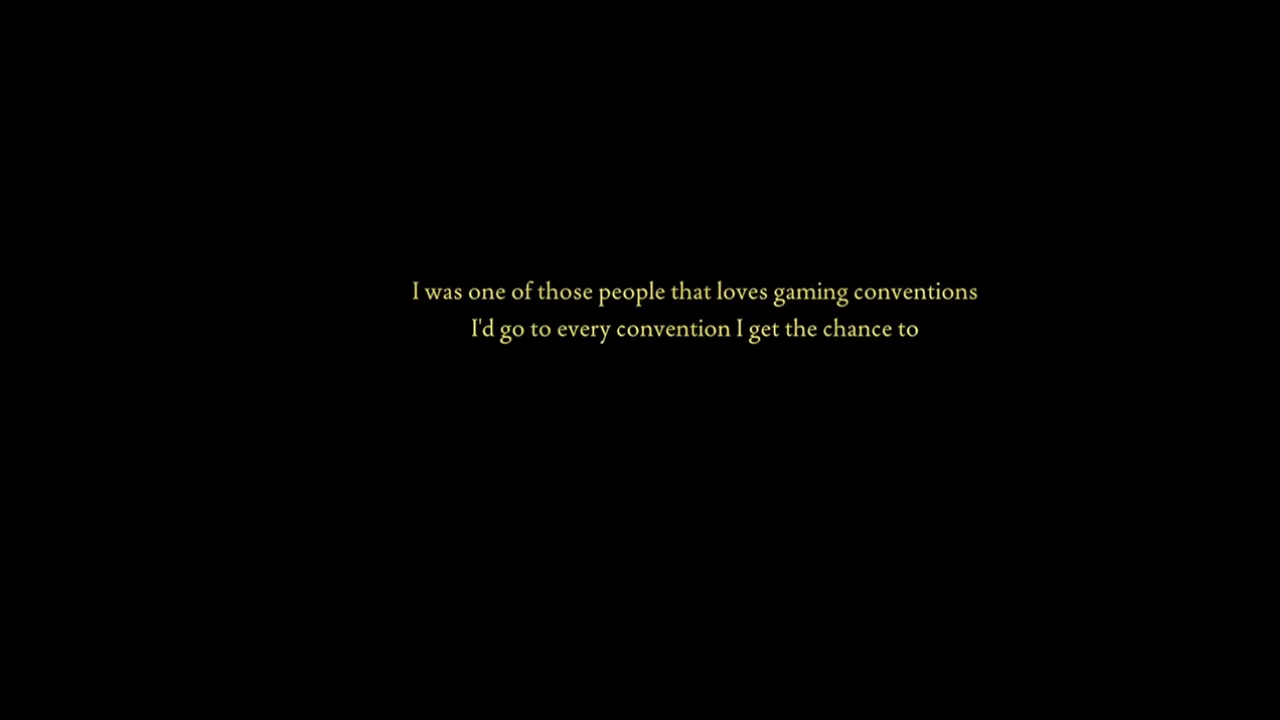 I was one of those people that loves gaming conventions
I'd go to every convention I get the chance to